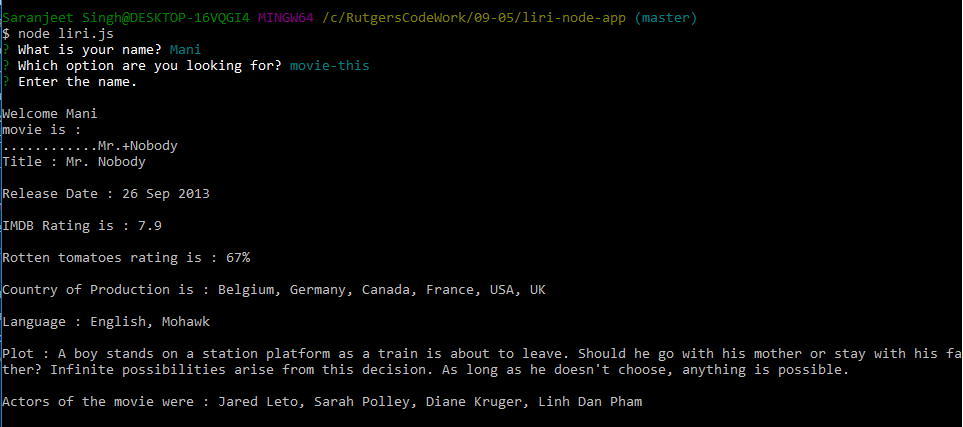 Saranjeet Singh@DESKTOP-16VQGI4 MINGW64 /c/RutgersCodeWork/09-05/liri-node-app (master)
$ node liri.js
? What is your name? Mani
? Which option are you looking for? movie-this
? Enter the name.
Welcome Mani
movie is :
............Mr.+Nobody
Title : Mr. Nobody
Release Date : 26 Sep 2013
IMDB Rating is : 7.9
Rotten tomatoes rating is : 67%
Country of Production is : Belgium, Germany, Canada, France, USA, UK
Language : English, Mohawk
Plot : A boy stands on a station platform as a train is about to leave. Should he go with his mother or stay with his fa
ther? Infinite possibilities arise from this decision. As long as he doesn't choose, anything is possible.
Actors of the movie were : Jared Leto, Sarah Polley, Diane Kruger, Linh Dan Pham